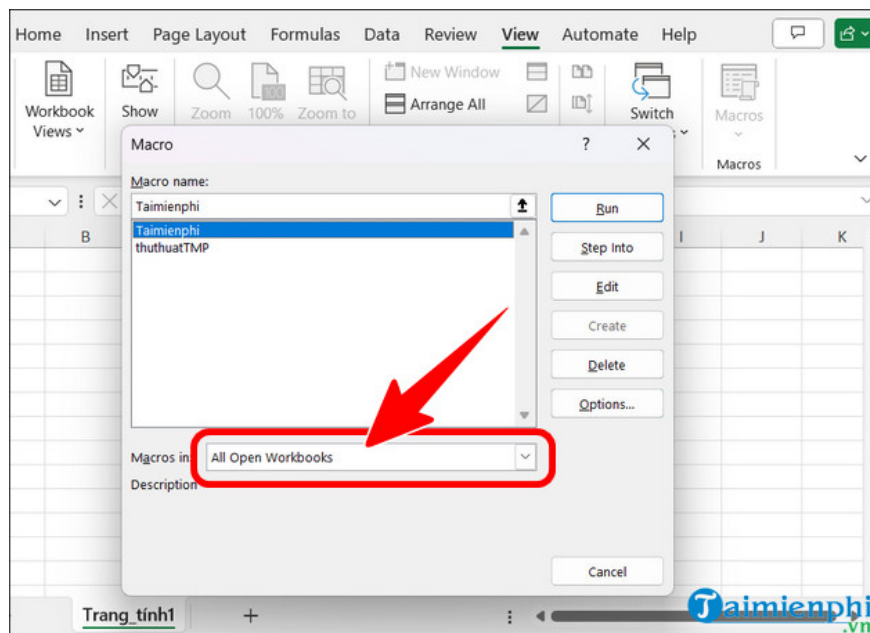 Home Insert Page Layout Formulas Data Review View Automate Help
New Window
Arrange All
Workbook Views
Show
Zoom
100
100%
Zoom to
Switch
Macros
Macros
Macro
?
Macro name:
Taimienphi
Run
Taimienphi
thuthuatTMP
Step Into
Edit
Create
Delete
Options...
Macros in:
All Open Workbooks
Description
Cancel
B I J K
Trang_tính1
Taimienphi
.vn